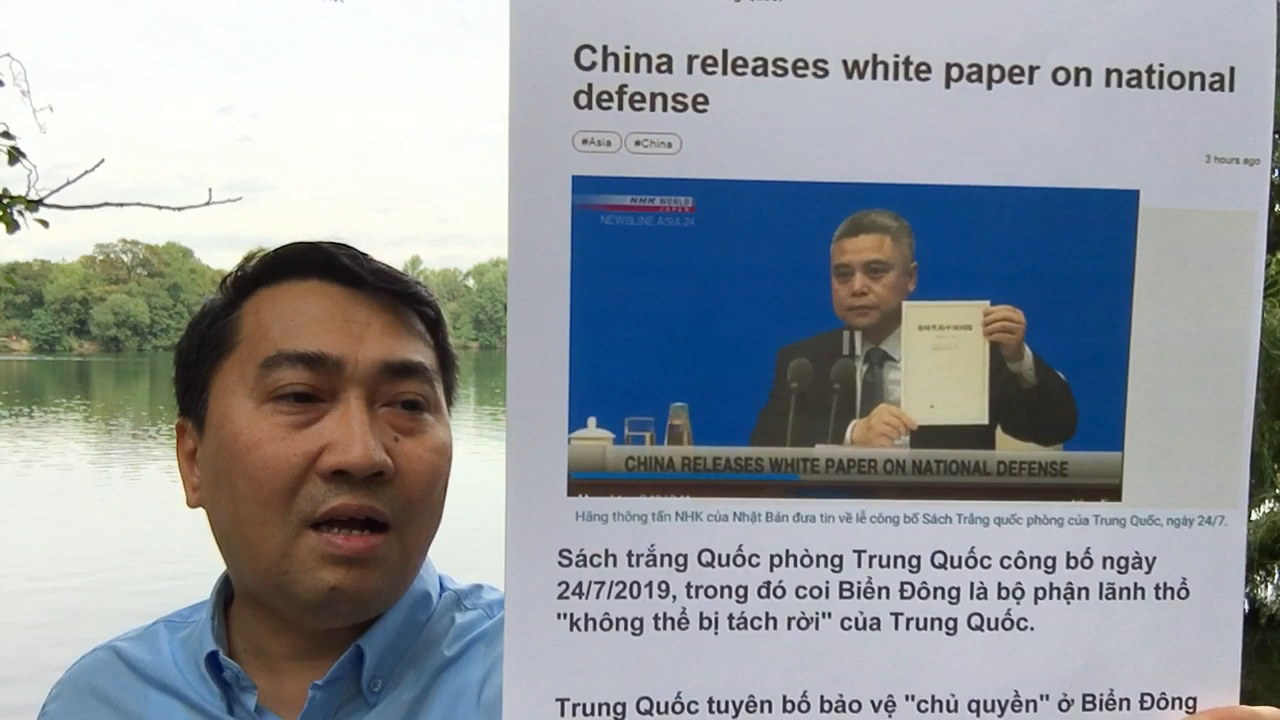 China releases white paper on national
defense
#Asia #China
3 hours ago
NHK WORLD
JAPAN
NEWSLINE ASIA 24
CHINA RELEASES WHITE PAPER ON NATIONAL DEFENSE
Hãng thông tấn NHK của Nhật Bản đưa tin về lễ công bố Sách Trắng quốc phòng của Trung Quốc, ngày 24/7.
Sách trắng Quốc phòng Trung Quốc công bố ngày
24/7/2019, trong đó coi Biển Đông là bộ phận lãnh thổ
"không thể bị tách rời" của Trung Quốc.
Trung Quốc tuyên bố bảo vệ "chủ quyền" ở Biển Đông